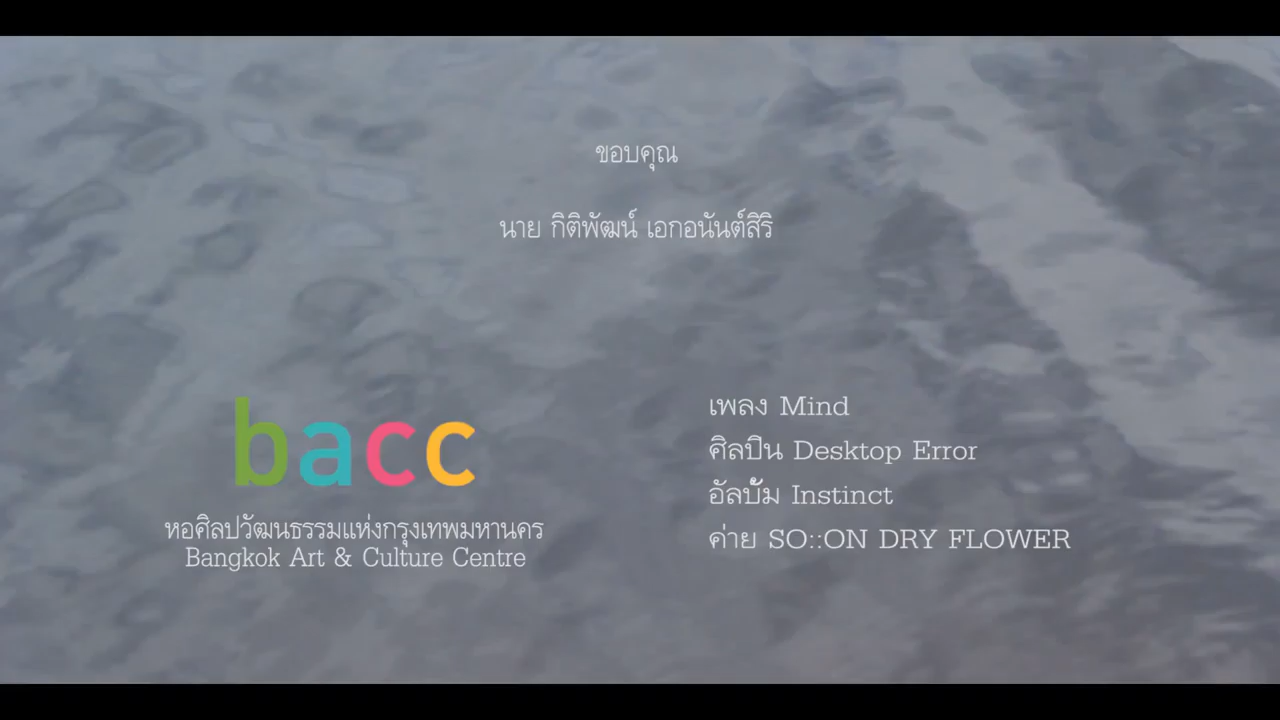 ขอบคุณ
นาย กิติพัฒน์ เอกอนันต์สิริ
bacc
หอศิลปวัฒนธรรมแห่งกรุงเทพมหานคร
Bangkok Art & Culture Centre
เพลง Mind
ศิลปิน Desktop Error
อัลบั้ม Instinct
ค่าย SO::ON DRY FLOWER